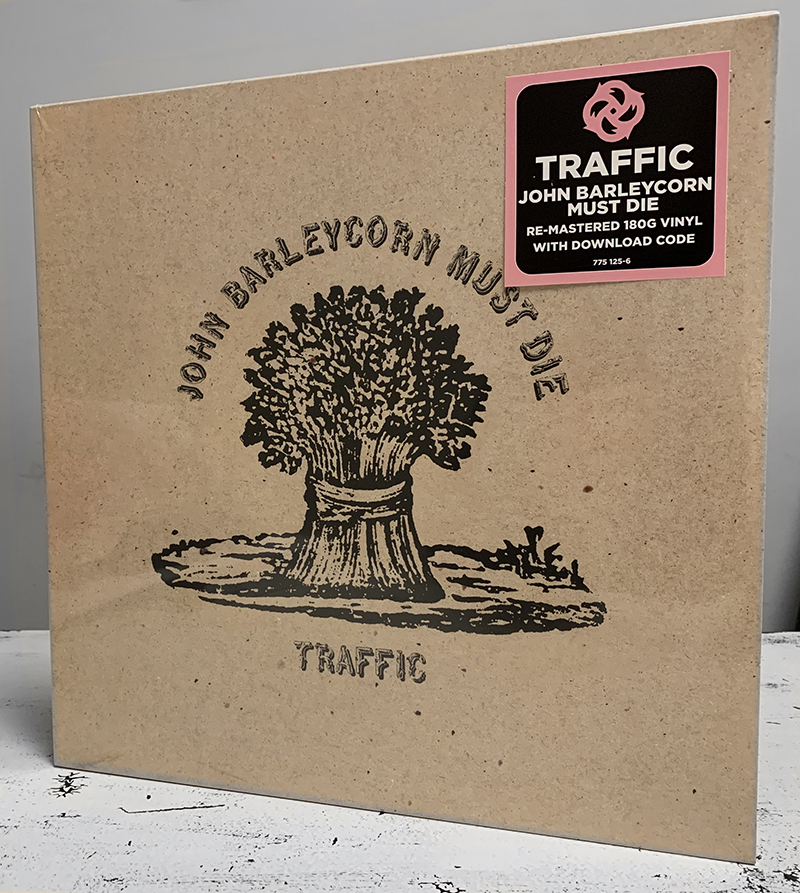 TRAFFIC
JOHN BARLEYCORN
MUST DIE
RE-MASTERED 180G VINYL
WITH DOWNLOAD CODE
775 125-6
JOHN BARLEYCORN MUST DIE
TRAFFIC